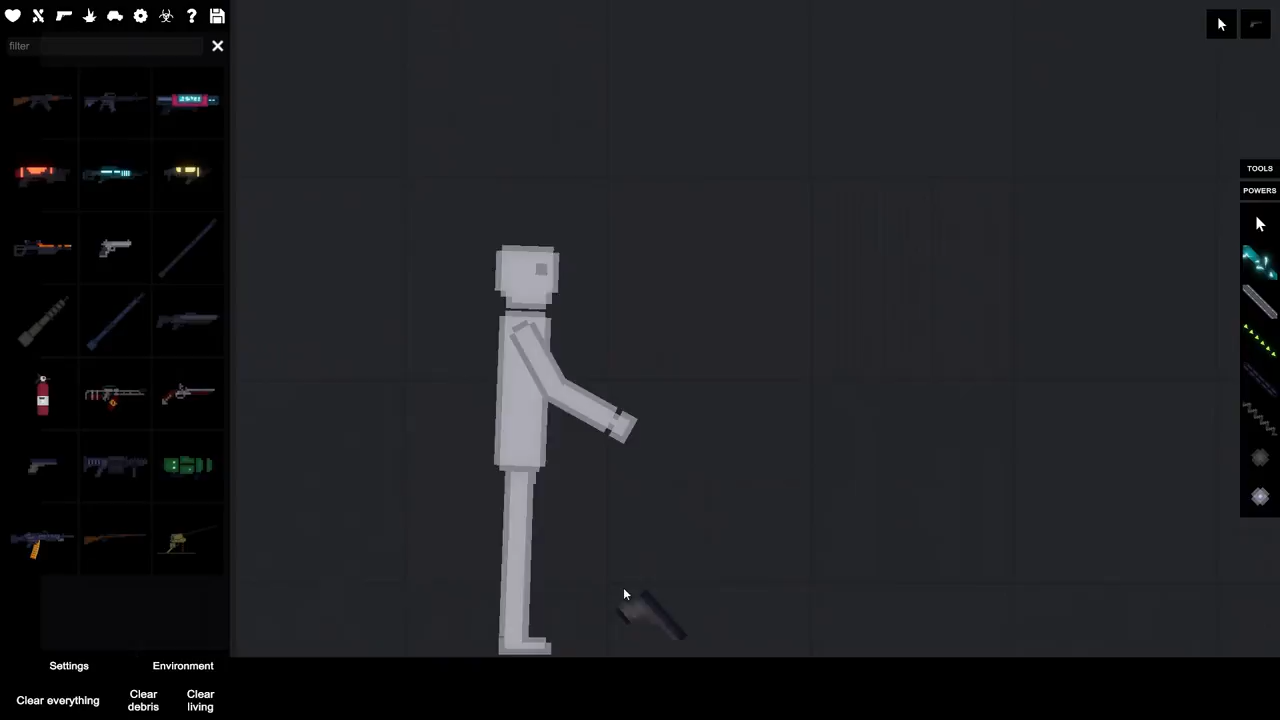 ?
filter
TOOLS
POWERS
Settings
Environment
Clear everything
Clear debris
Clear living